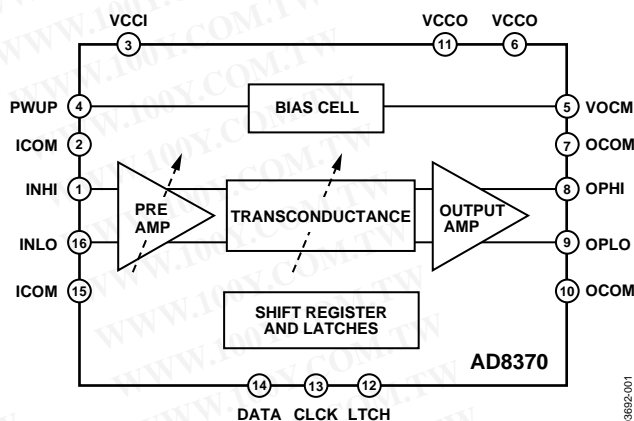 VCCI
VCCO
VCCO
3
11
6
PWUP 4
BIAS CELL
5 VOCM
ICOM 2
7 OCOM
INHI 1
PRE
AMP
TRANSCONDUCTANCE
OUTPUT
AMP
8 OPHI
INLO 16
9 OPLO
ICOM 15
10 OCOM
SHIFT REGISTER
AND LATCHES
AD8370
14
13
12
DATA CLCK LTCH
03692-001
WWW.100Y.COM.TW